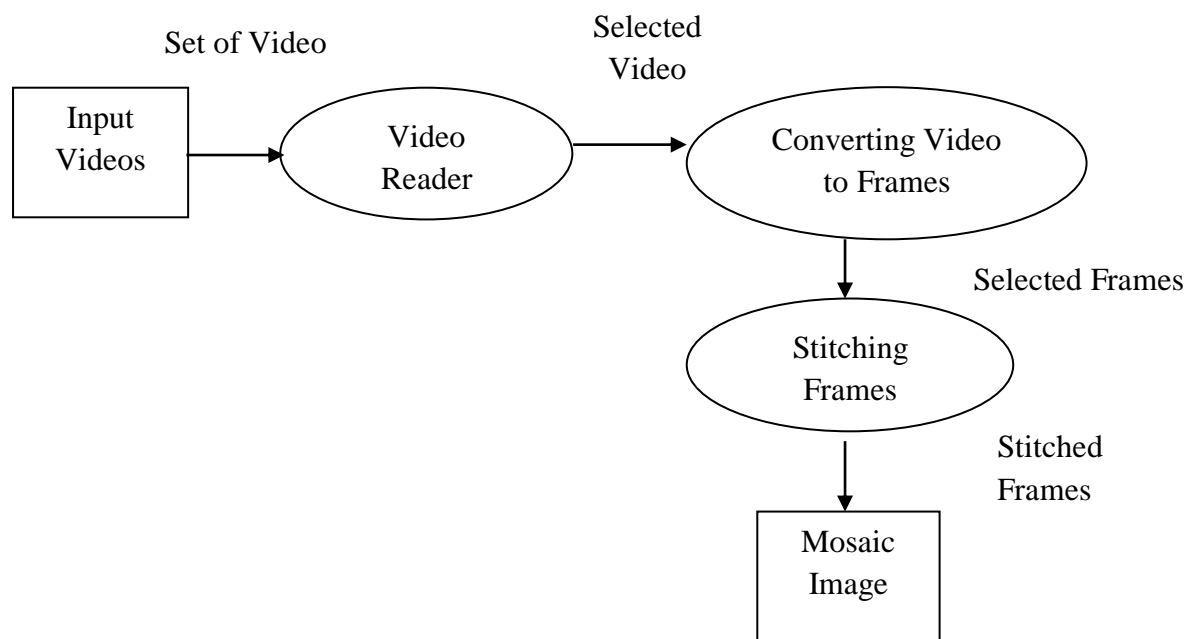 Set of Video
Selected
Video
Input
Videos
Video
Reader
Converting Video
to Frames
Selected Frames
Stitching
Frames
Stitched
Frames
Mosaic
Image